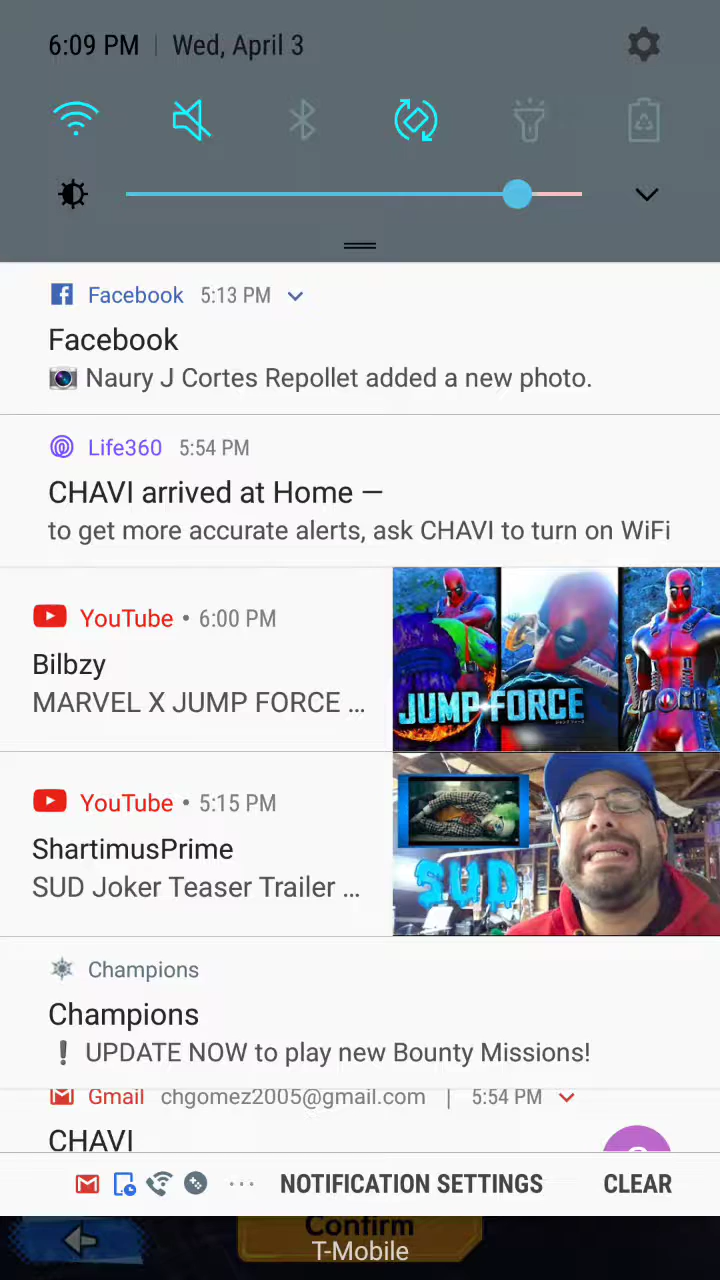 6:09 PM | Wed, April 3
Facebook 5:13 PM
Facebook
Naury J Cortes Repollet added a new photo.
Life360 5:54 PM
CHAVI arrived at Home —
to get more accurate alerts, ask CHAVI to turn on WiFi
YouTube • 6:00 PM
Bilbzy
MARVEL X JUMP FORCE ...
JUMP FORCE
YouTube • 5:15 PM
ShartimusPrime
SUD Joker Teaser Trailer ...
SUD
Champions
Champions
❗ UPDATE NOW to play new Bounty Missions!
Gmail chgomez2005@gmail.com | 5:54 PM
CHAVI
... NOTIFICATION SETTINGS CLEAR
Confirm
T-Mobile